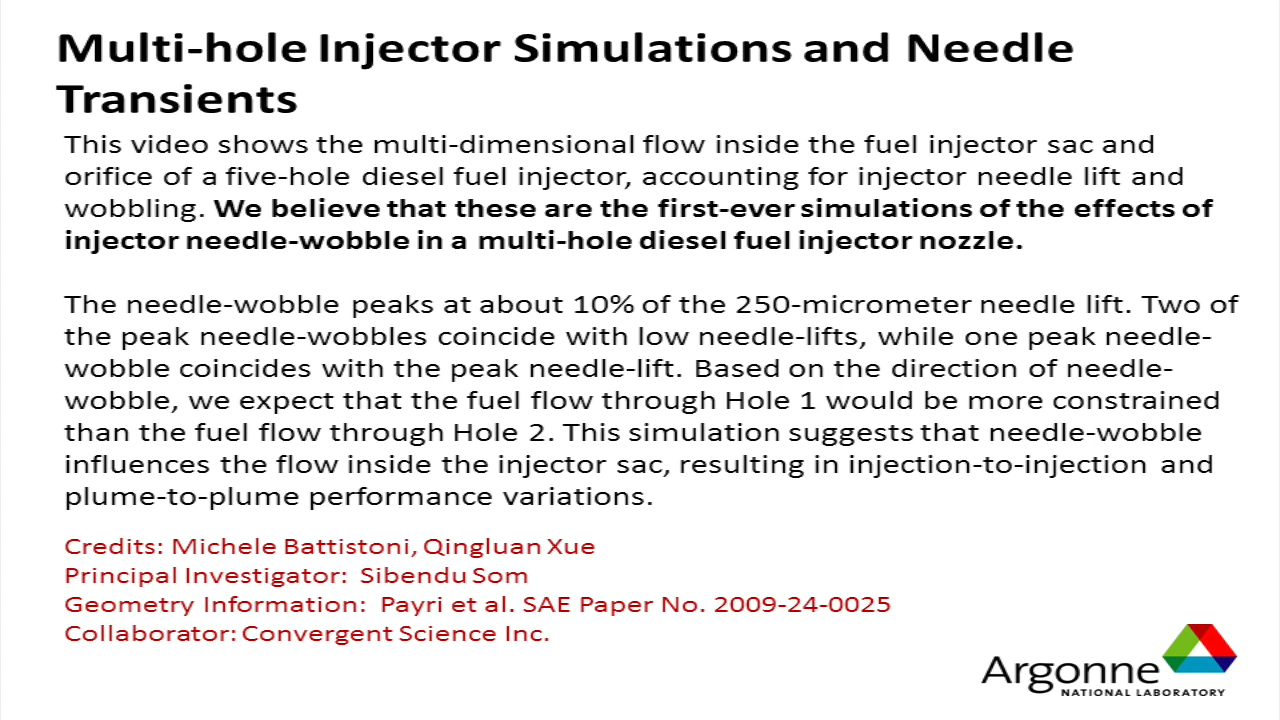 Multi-hole Injector Simulations and Needle
Transients
This video shows the multi-dimensional flow inside the fuel injector sac and
orifice of a five-hole diesel fuel injector, accounting for injector needle lift and
wobbling. We believe that these are the first-ever simulations of the effects of
injector needle-wobble in a multi-hole diesel fuel injector nozzle.
The needle-wobble peaks at about 10% of the 250-micrometer needle lift. Two of
the peak needle-wobbles coincide with low needle-lifts, while one peak needle-
wobble coincides with the peak needle-lift. Based on the direction of needle-
wobble, we expect that the fuel flow through Hole 1 would be more constrained
than the fuel flow through Hole 2. This simulation suggests that needle-wobble
influences the flow inside the injector sac, resulting in injection-to-injection and
plume-to-plume performance variations.
Credits: Michele Battistoni, Qingluan Xue
Principal Investigator: Sibendu Som
Geometry Information: Payri et al. SAE Paper No. 2009-24-0025
Collaborator: Convergent Science Inc.
Argonne
NATIONAL LABORATORY